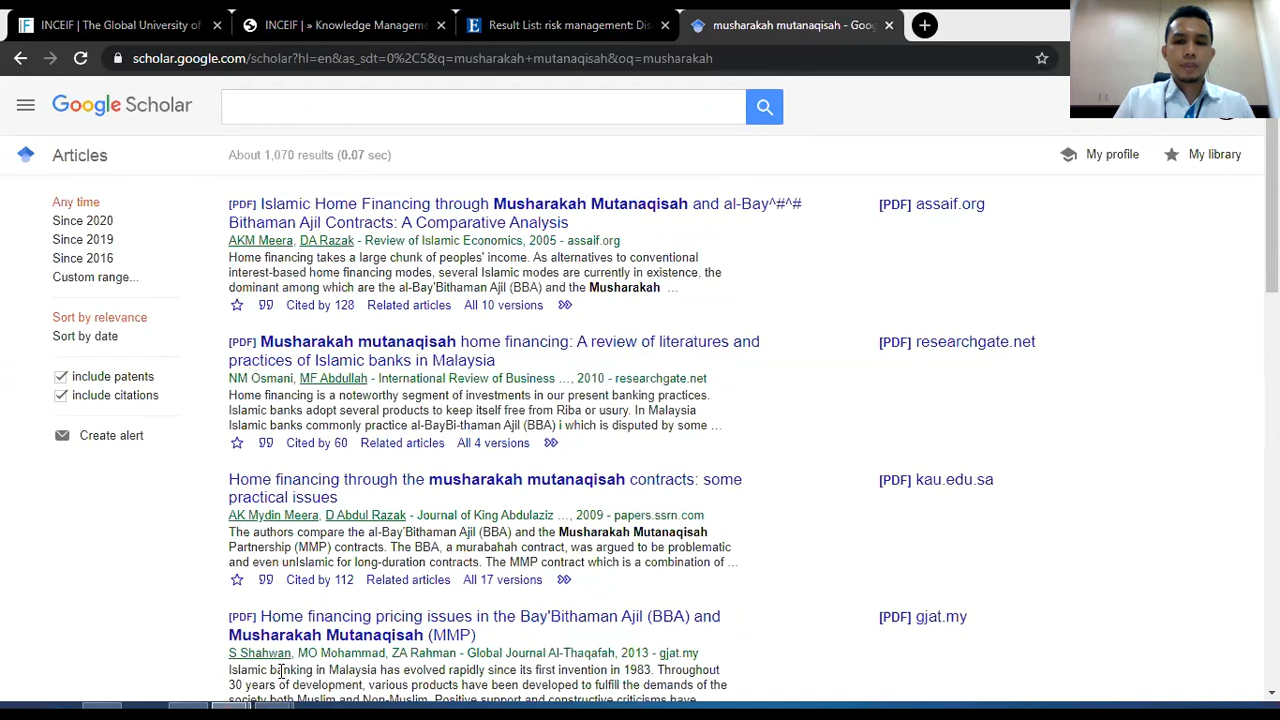 INCEIF | The Global University of
INCEIF | » Knowledge Manageme
Result List: risk management: Dis
musharakah mutanaqisah - Goo
scholar.google.com/scholar?hl=en&as_sdt=0%2C5&q=musharakah+mutanaqisah&oq=musharakah
Google Scholar
Articles
About 1,070 results (0.07 sec)
My profile
My library
Any time
Since 2020
Since 2019
Since 2016
Custom range...
Sort by relevance
Sort by date
include patents
include citations
Create alert
[PDF] Islamic Home Financing through Musharakah Mutanaqisah and al-Bay^#^#
Bithaman Ajil Contracts: A Comparative Analysis
AKM Meera, DA Razak - Review of Islamic Economics, 2005 - assaif.org
Home financing takes a large chunk of peoples' income. As alternatives to conventional
interest-based home financing modes, several Islamic modes are currently in existence, the
dominant among which are the al-Bay'Bithaman Ajil (BBA) and the Musharakah ...
Cited by 128 Related articles All 10 versions
[PDF] assaif.org
[PDF] Musharakah mutanaqisah home financing: A review of literatures and
practices of Islamic banks in Malaysia
NM Osmani, MF Abdullah - International Review of Business ..., 2010 - researchgate.net
Home financing is a noteworthy segment of investments in our present banking practices.
Islamic banks adopt several products to keep itself free from Riba or usury. In Malaysia
Islamic banks commonly practice al-BayBi-thaman Ajil (BBA) i which is disputed by some ...
Cited by 60 Related articles All 4 versions
[PDF] researchgate.net
Home financing through the musharakah mutanaqisah contracts: some
practical issues
AK Mydin Meera, D Abdul Razak - Journal of King Abdulaziz ..., 2009 - papers.ssrn.com
The authors compare the al-Bay'Bithaman Ajil (BBA) and the Musharakah Mutanaqisah
Partnership (MMP) contracts. The BBA, a murabahah contract, was argued to be problematic
and even unIslamic for long-duration contracts. The MMP contract which is a combination of ...
Cited by 112 Related articles All 17 versions
[PDF] kau.edu.sa
[PDF] Home financing pricing issues in the Bay'Bithaman Ajil (BBA) and
Musharakah Mutanaqisah (MMP)
S Shahwan, MO Mohammad, ZA Rahman - Global Journal Al-Thaqafah, 2013 - gjat.my
Islamic banking in Malaysia has evolved rapidly since its first invention in 1983. Throughout
30 years of development, various products have been developed to fulfill the demands of the
society both Muslim and Non-Muslim. Positive support and constructive criticisms have
[PDF] gjat.my